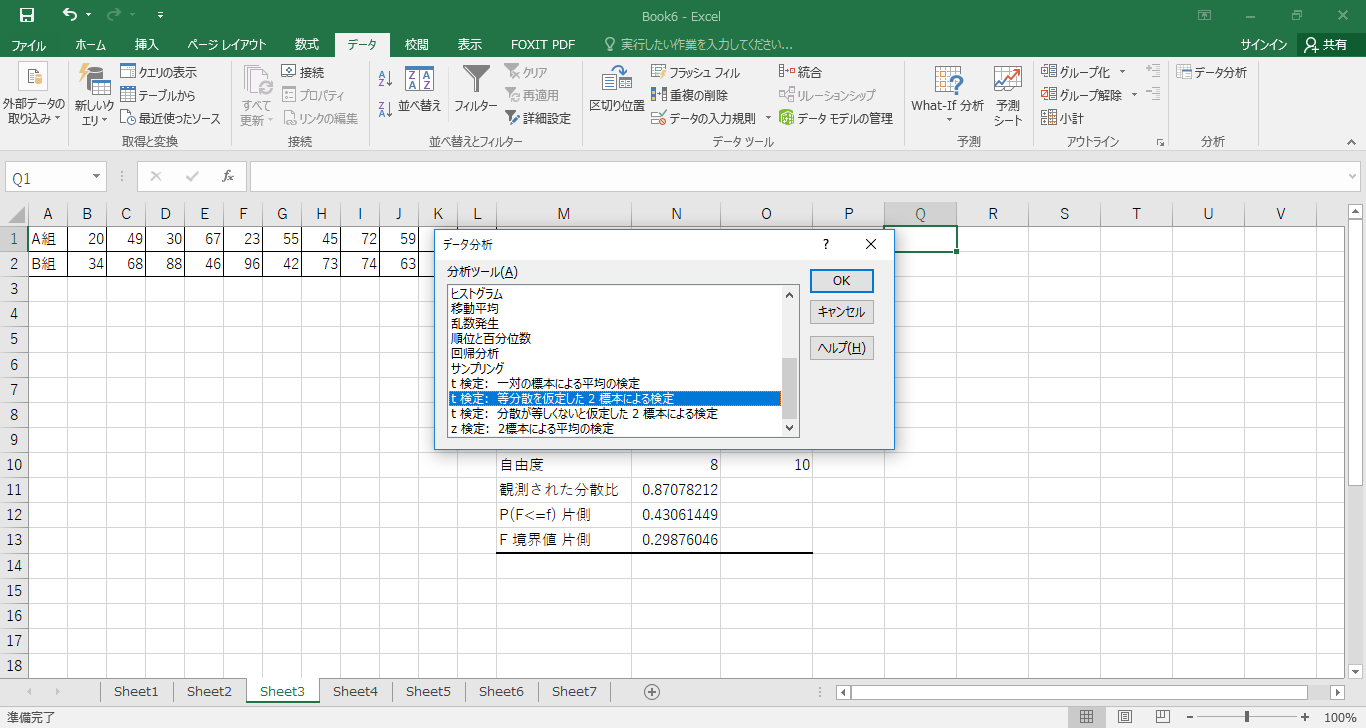 Book6 - Excel
ファイル ホーム 挿入 ページ レイアウト 数式 データ 校閲 表示 FOXIT PDF 実行したい作業を入力してください... サインイン 共有
外部データの取り込み
新しいクエリ
クエリの表示
テーブルから
最近使ったソース
取得と変換
すべて更新
接続
プロパティ
リンクの編集
接続
並べ替え
フィルター
クリア
再適用
詳細設定
並べ替えとフィルター
区切り位置
フラッシュ フィル
重複の削除
データの入力規則
統合
リレーションシップ
データ モデルの管理
データ ツール
What-If 分析
予測シート
予測
グループ化
グループ解除
小計
アウトライン
データ分析
分析
Q1
fx
A B C D E F G H I J K L M N O P Q R S T U V
1 A組 20 49 30 67 23 55 45 72 59
2 B組 34 68 88 46 96 42 73 74 63
3
4
5
6
7
8
9
データ分析 ?
分析ツール(A)
ヒストグラム
移動平均
乱数発生
順位と百分位数
回帰分析
サンプリング
t 検定: 一対の標本による平均の検定
t 検定: 等分散を仮定した 2 標本による検定
t 検定: 分散が等しくないと仮定した 2 標本による検定
z 検定: 2標本による平均の検定
OK
キャンセル
ヘルプ(H)
10 自由度 8 10
11 観測された分散比 0.87078212
12 P(F<=f) 片側 0.43061449
13 F 境界値 片側 0.29876046
14
15
16
17
18
Sheet1 Sheet2 Sheet3 Sheet4 Sheet5 Sheet6 Sheet7
準備完了 100%